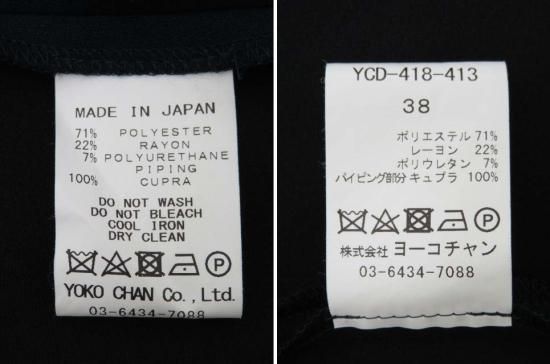 MADE IN JAPAN
71% POLYESTER
22% RAYON
7% POLYURETHANE
PIPING
100% CUPRA
DO NOT WASH
DO NOT BLEACH
COOL IRON
DRY CLEAN
P
YOKO CHAN Co., Ltd.
03-6434-7088
YCD-418-413
38
ポリエステル 71%
レーヨン 22%
ポリウレタン 7%
パイピング部分 キュプラ 100%
P
株式会社 ヨーコチャン
03-6434-7088